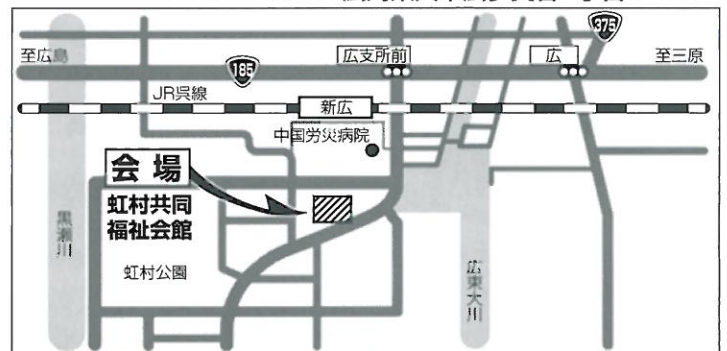 375
至広島
185
広支所前
広
至三原
JR呉線
新広
中国労災病院
会場
虹村共同
福祉会館
黒瀬川
虹村公園
広東大川